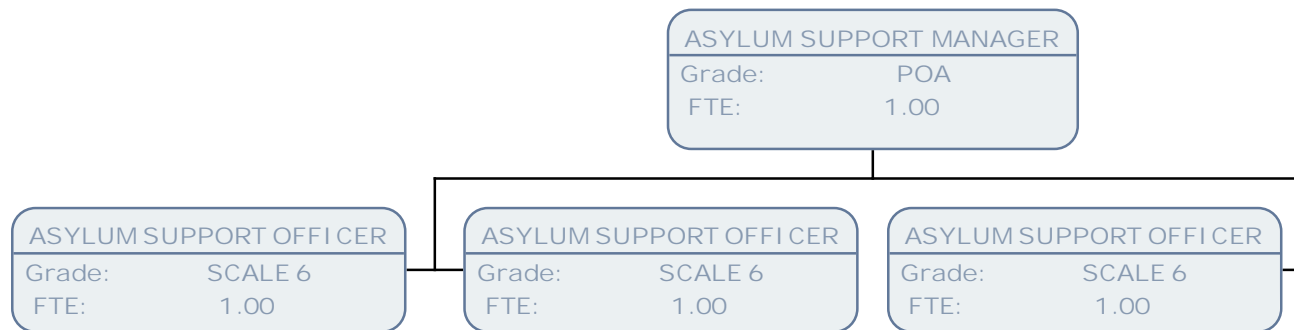 ASYLUM SUPPORT MANAGER
Grade: POA
FTE: 1.00
ASYLUM SUPPORT OFFICER
Grade: SCALE 6
FTE: 1.00
ASYLUM SUPPORT OFFICER
Grade: SCALE 6
FTE: 1.00
ASYLUM SUPPORT OFFICER
Grade: SCALE 6
FTE: 1.00